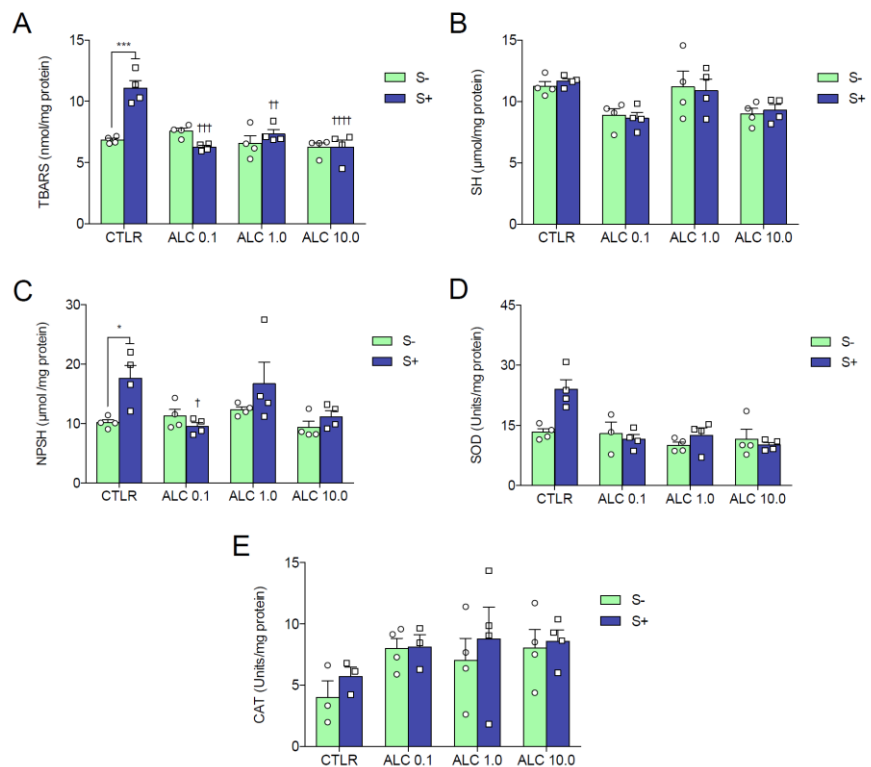 A
TBARS (nmol/mg protein)
15
10
5
0
***
†††
††
††††
CTLR ALC 0.1 ALC 1.0 ALC 10.0
S-
S+
B
SH (μmol/mg protein)
15
10
5
0
CTLR ALC 0.1 ALC 1.0 ALC 10.0
S-
S+
C
NPSH (μmol /mg protein)
30
20
10
0
*
†
CTLR ALC 0.1 ALC 1.0 ALC 10.0
S-
S+
D
SOD (Units/mg protein)
45
30
15
0
CTLR ALC 0.1 ALC 1.0 ALC 10.0
S-
S+
E
CAT (Units/mg protein)
15
10
5
0
CTLR ALC 0.1 ALC 1.0 ALC 10.0
S-
S+